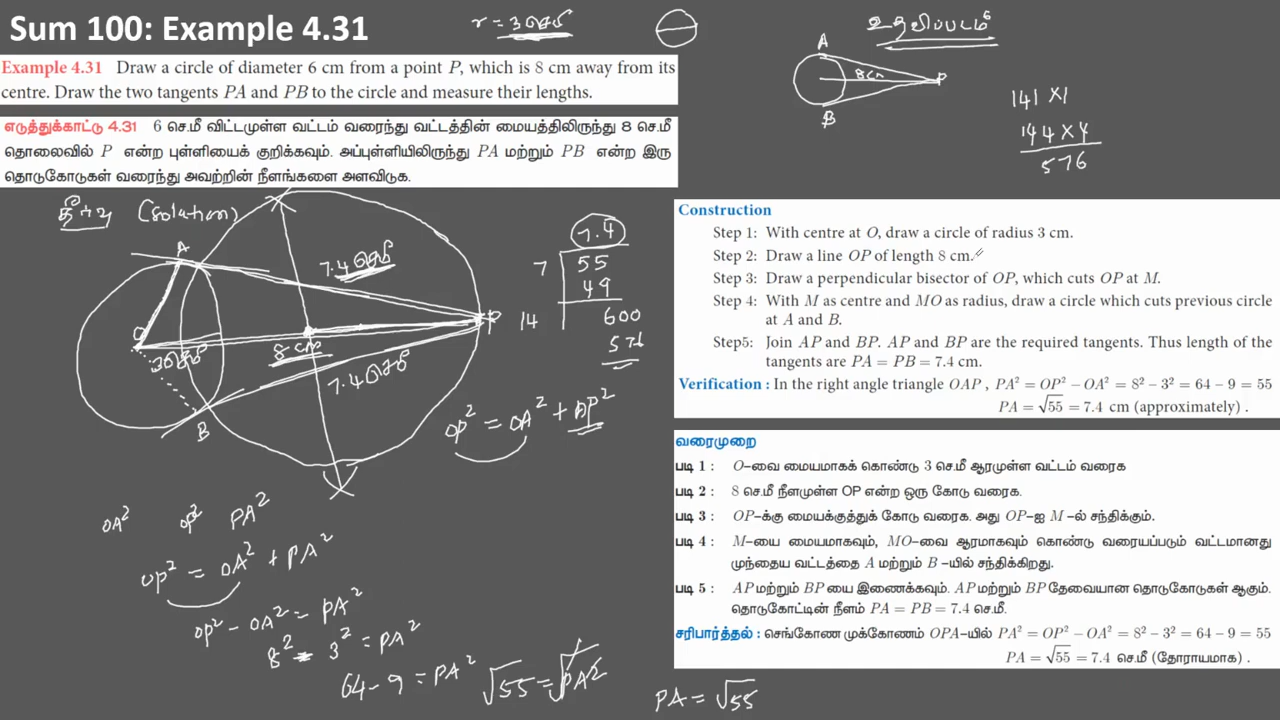 Sum 100: Example 4.31
r = 3 செமீ
உதவிப்படம்
A
8cm
P
B
141 × 1
144 × 4
576
Example 4.31 Draw a circle of diameter 6 cm from a point P, which is 8 cm away from its
centre. Draw the two tangents PA and PB to the circle and measure their lengths.
எடுத்துக்காட்டு 4.31 6 செ.மீ விட்டமுள்ள வட்டம் வரைந்து வட்டத்தின் மையத்திலிருந்து 8 செ.மீ
தொலைவில் P என்ற புள்ளியைக் குறிக்கவும். அப்புள்ளியிலிருந்து PA மற்றும் PB என்ற இரு
தொடுகோடுகள் வரைந்து அவற்றின் நீளங்களை அளவிடுக.
தீர்வு (solution)
A
7.4 செமீ
O
3 செமீ
8 cm
P
7.4 செமீ
B
7.4
7 55
49
14 600
576
OP² = OA² + AP²
OA² OP² PA²
OP² = OA² + PA²
OP² - OA² = PA²
8² - 3² = PA²
64 - 9 = PA²
√55 = √PA²
PA = √55
Construction
Step 1: With centre at O, draw a circle of radius 3 cm.
Step 2: Draw a line OP of length 8 cm.
Step 3: Draw a perpendicular bisector of OP, which cuts OP at M.
Step 4: With M as centre and MO as radius, draw a circle which cuts previous circle
at A and B.
Step5: Join AP and BP. AP and BP are the required tangents. Thus length of the
tangents are PA = PB = 7.4 cm.
Verification : In the right angle triangle OAP , PA² = OP² − OA² = 8² − 3² = 64 − 9 = 55
PA = √55 = 7.4 cm (approximately) .
வரைமுறை
படி 1 : O-வை மையமாகக் கொண்டு 3 செ.மீ ஆரமுள்ள வட்டம் வரைக
படி 2 : 8 செ.மீ நீளமுள்ள OP என்ற ஒரு கோடு வரைக.
படி 3 : OP-க்கு மையக்குத்துக் கோடு வரைக. அது OP-ஐ M -ல் சந்திக்கும்.
படி 4 : M-யை மையமாகவும், MO-வை ஆரமாகவும் கொண்டு வரையப்படும் வட்டமானது
முந்தைய வட்டத்தை A மற்றும் B -யில் சந்திக்கிறது.
படி 5 : AP மற்றும் BP யை இணைக்கவும். AP மற்றும் BP தேவையான தொடுகோடுகள் ஆகும்.
தொடுகோட்டின் நீளம் PA = PB = 7.4 செ.மீ.
சரிபார்த்தல் : செங்கோண முக்கோணம் OPA-யில் PA² = OP² − OA² = 8² − 3² = 64 − 9 = 55
PA = √55 = 7.4 செ.மீ (தோராயமாக) .